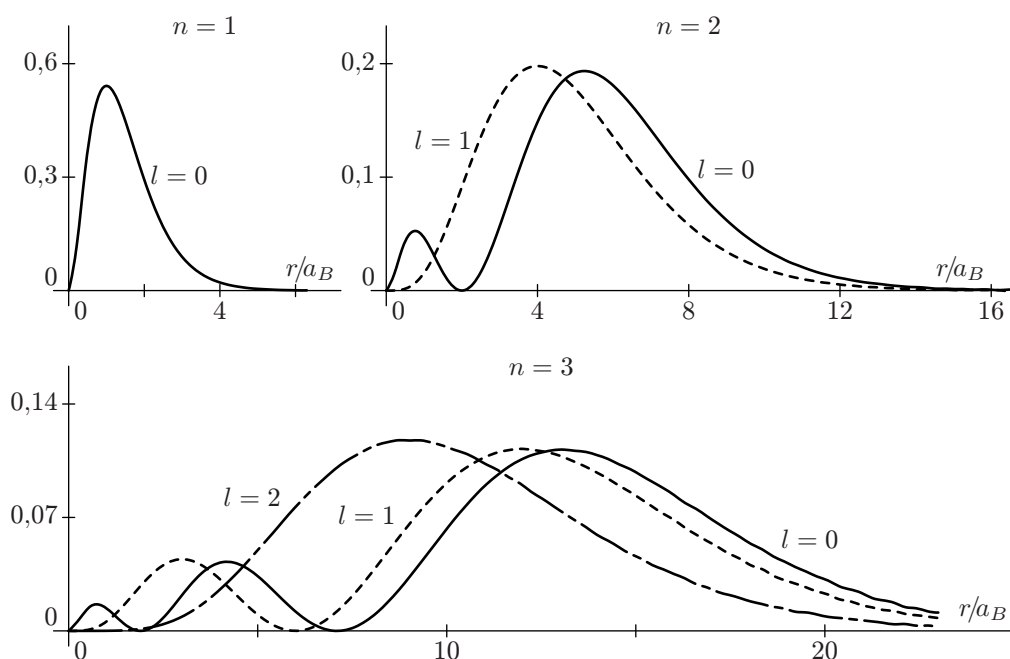 n = 1
n = 2
0,6
0,2
l = 1
0,3
l = 0
0,1
l = 0
0
r/a_B
0
r/a_B
0
4
0
4
8
12
16
n = 3
0,14
l = 2
l = 1
l = 0
0,07
0
r/a_B
0
10
20